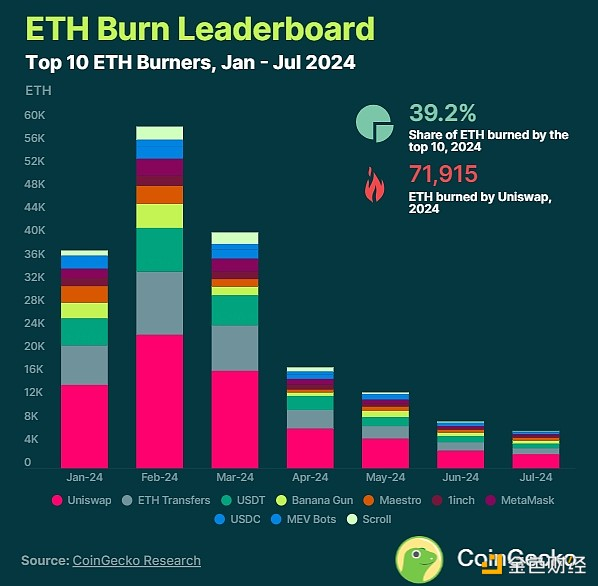 ETH Burn Leaderboard
Top 10 ETH Burners, Jan - Jul 2024
ETH
60K
56K
52K
48K
44K
40K
36K
32K
28K
24K
20K
16K
12K
8K
4K
0
39.2%
Share of ETH burned by the
top 10, 2024
71,915
ETH burned by Uniswap,
2024
Jan-24 Feb-24 Mar-24 Apr-24 May-24 Jun-24 Jul-24
Uniswap ETH Transfers USDT Banana Gun Maestro 1inch MetaMask
USDC MEV Bots Scroll
Source: CoinGecko Research
CoinGecko
金色财经